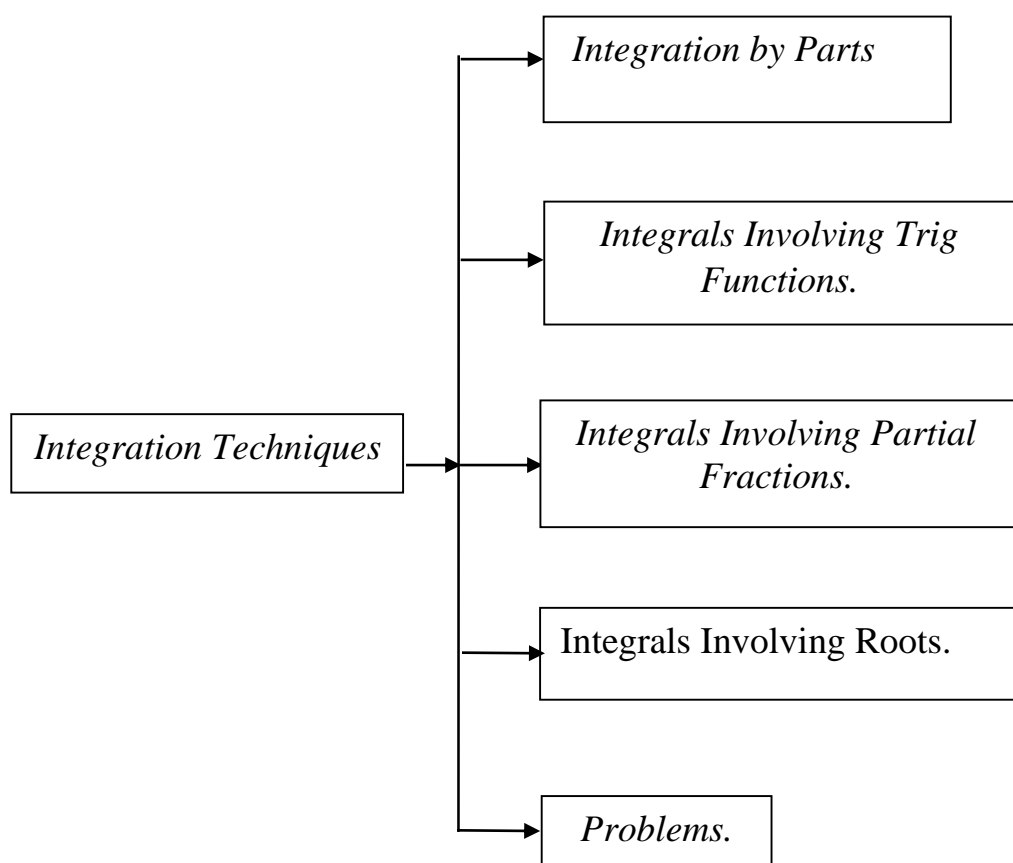 Integration by Parts
Integrals Involving Trig
Functions.
Integration Techniques
Integrals Involving Partial
Fractions.
Integrals Involving Roots.
Problems.